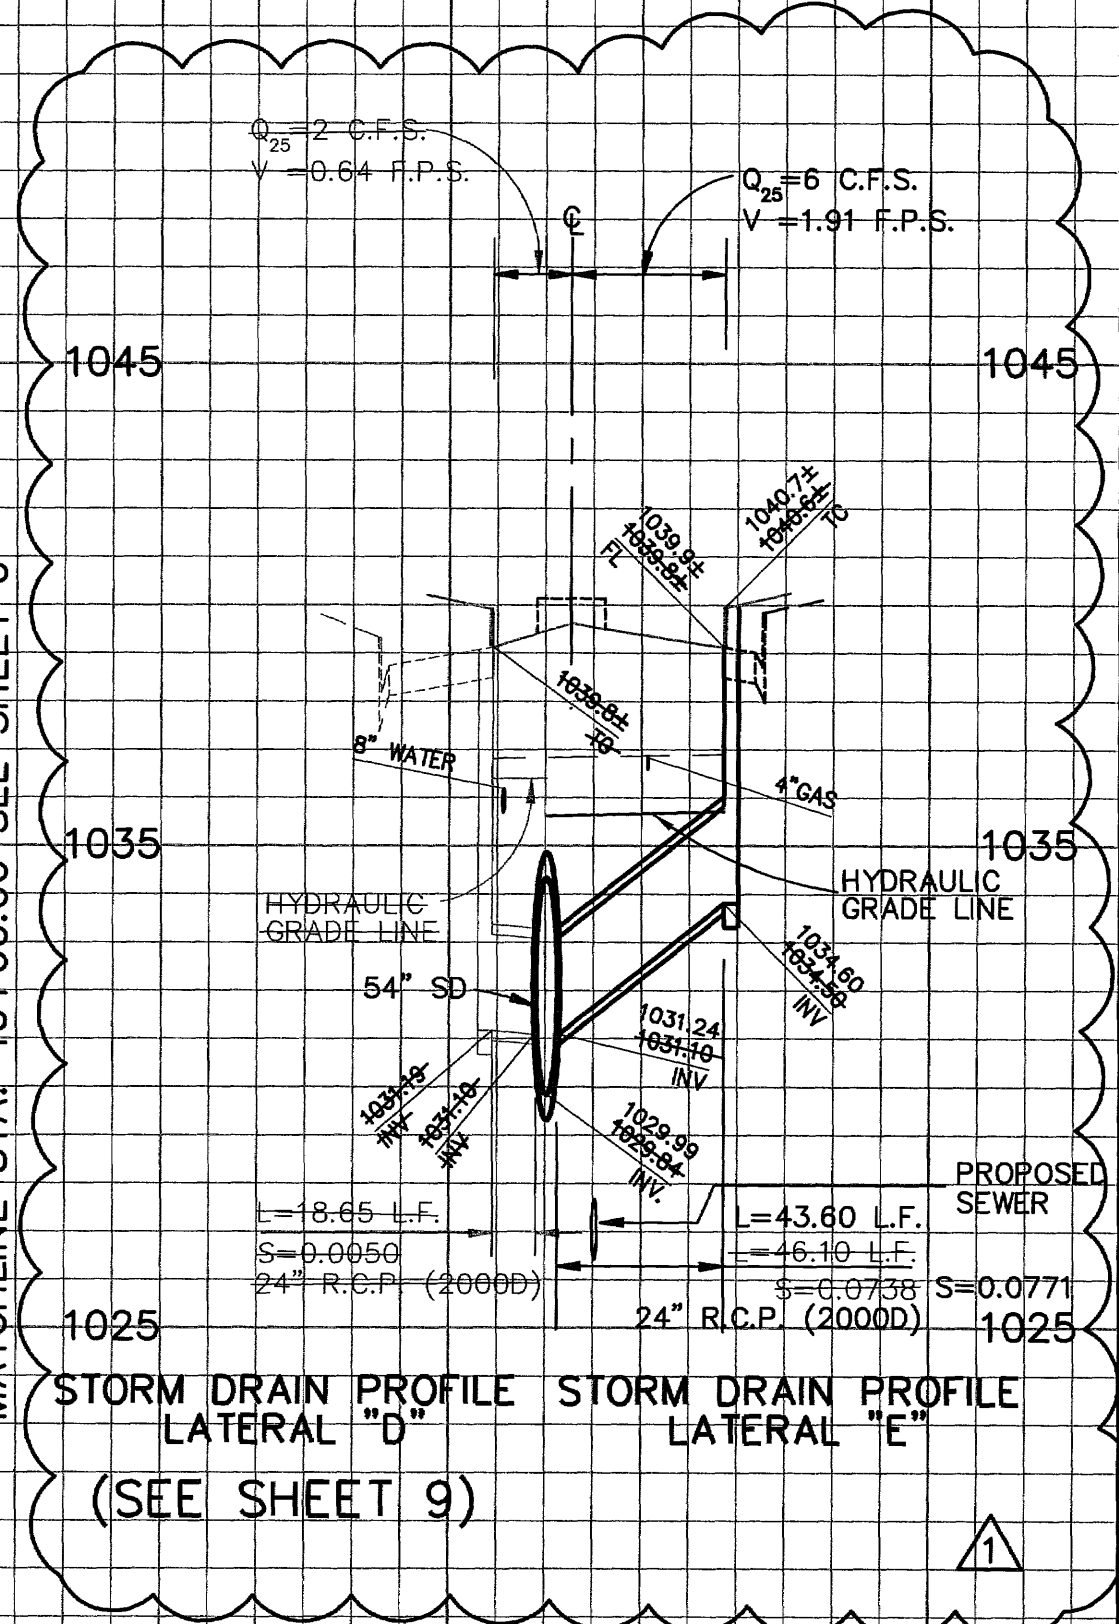 Q25=2 C.F.S.
V =0.64 F.P.S.
Q25=6 C.F.S.
V =1.91 F.P.S.
℄
1045
1045
1039.9±
1039.8±
FL
1040.7±
1040.6±
TC
1039.8±
TC
8" WATER
4"GAS
1035
1035
HYDRAULIC
GRADE LINE
HYDRAULIC
GRADE LINE
54" SD
1034.60
1034.50
INV
1031.24
1031.10
INV
1031.19
INV
1031.10
INV
1029.99
1029.84
INV.
PROPOSED
SEWER
L=18.65 L.F.
S=0.0050
24" R.C.P. (2000D)
L=43.60 L.F.
L=46.10 L.F.
S=0.0738 S=0.0771
24" R.C.P. (2000D)
1025
1025
STORM DRAIN PROFILE
LATERAL "D"
STORM DRAIN PROFILE
LATERAL "E"
(SEE SHEET 9)
1